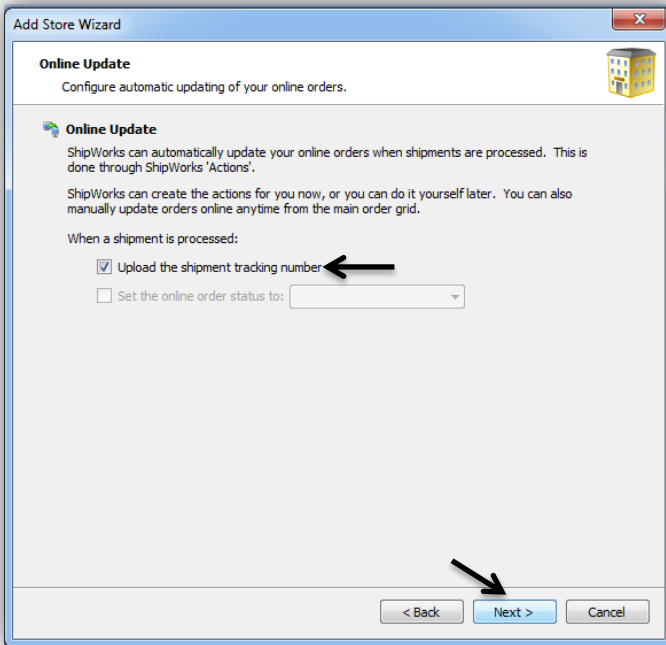 Add Store Wizard
Online Update
Configure automatic updating of your online orders.
Online Update
ShipWorks can automatically update your online orders when shipments are processed.  This is
done through ShipWorks 'Actions'.
ShipWorks can create the actions for you now, or you can do it yourself later.  You can also
manually update orders online anytime from the main order grid.
When a shipment is processed:
Upload the shipment tracking number
Set the online order status to:
< Back
Next >
Cancel